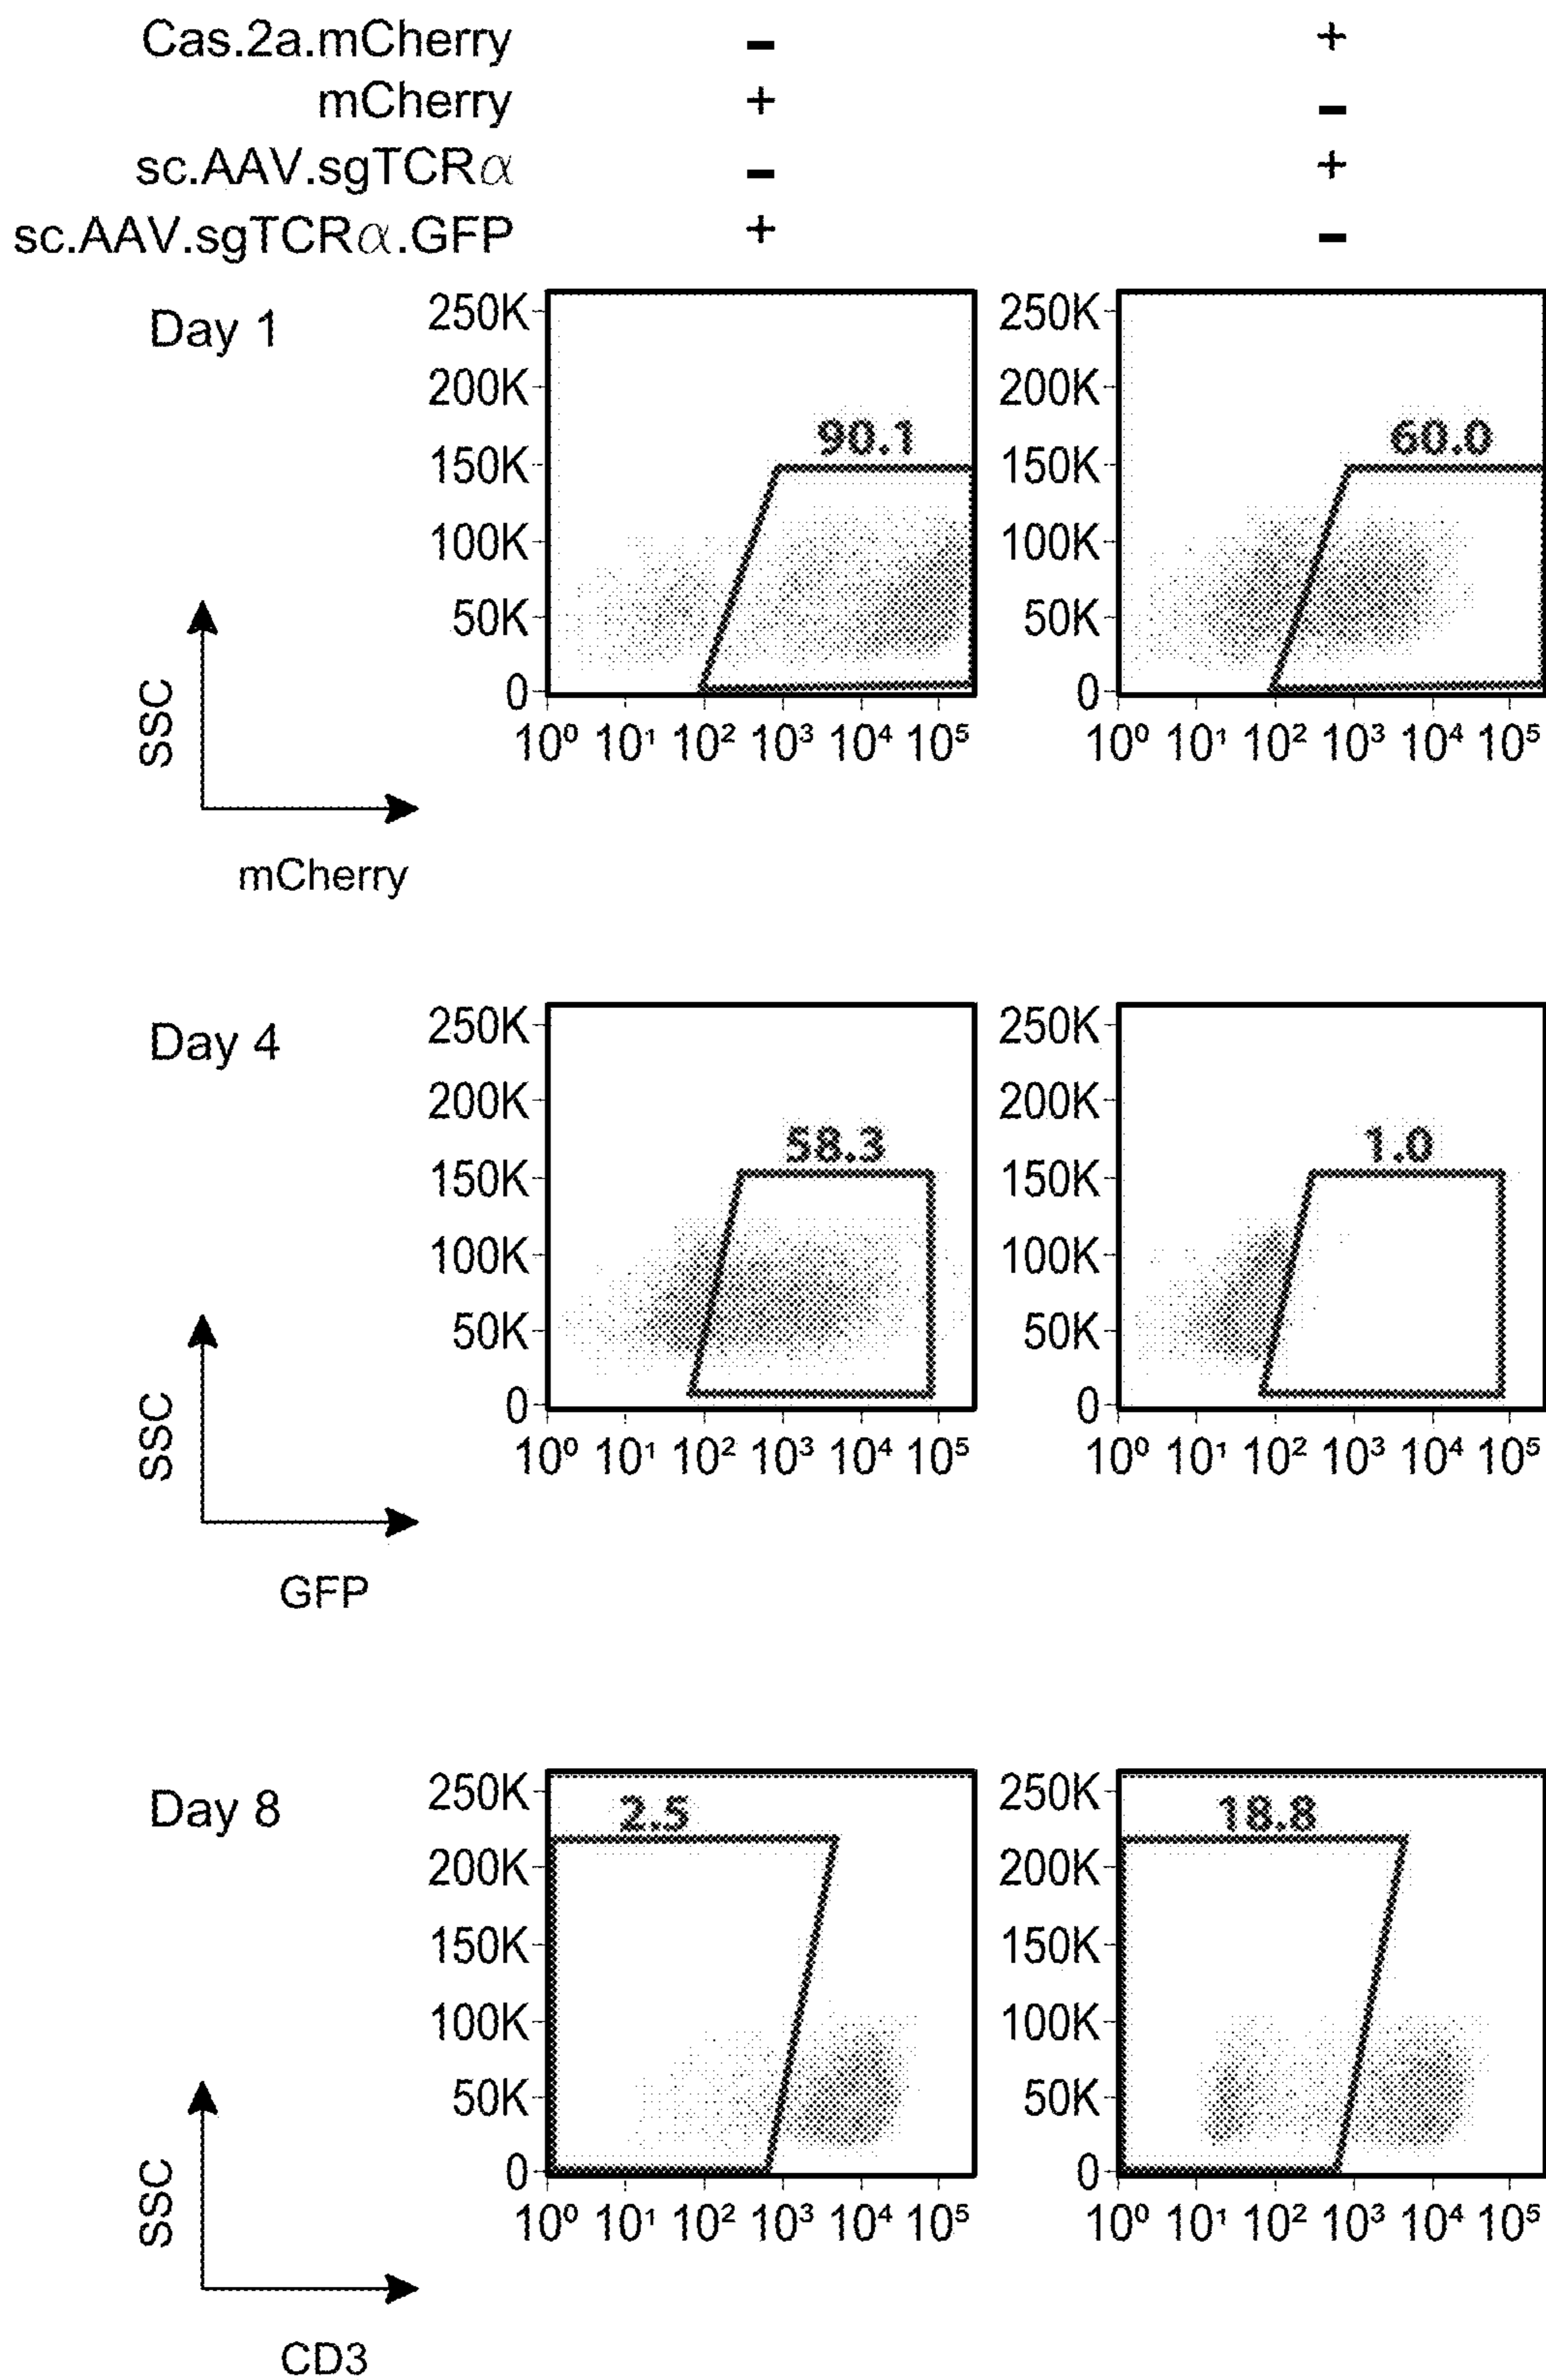 Cas.2a.mCherry - +
mCherry + -
sc.AAV.sgTCRα - +
sc.AAV.sgTCRα.GFP + -
Day 1
250K 250K
200K 200K
90.1 60.0
150K 150K
100K 100K
50K 50K
0 0
10⁰ 10¹ 10² 10³ 10⁴ 10⁵ 10⁰ 10¹ 10² 10³ 10⁴ 10⁵
SSC
mCherry
Day 4
250K 250K
200K 200K
58.3 1.0
150K 150K
100K 100K
50K 50K
0 0
10⁰ 10¹ 10² 10³ 10⁴ 10⁵ 10⁰ 10¹ 10² 10³ 10⁴ 10⁵
SSC
GFP
Day 8
250K 250K
2.5 18.8
200K 200K
150K 150K
100K 100K
50K 50K
0 0
10⁰ 10¹ 10² 10³ 10⁴ 10⁵ 10⁰ 10¹ 10² 10³ 10⁴ 10⁵
SSC
CD3